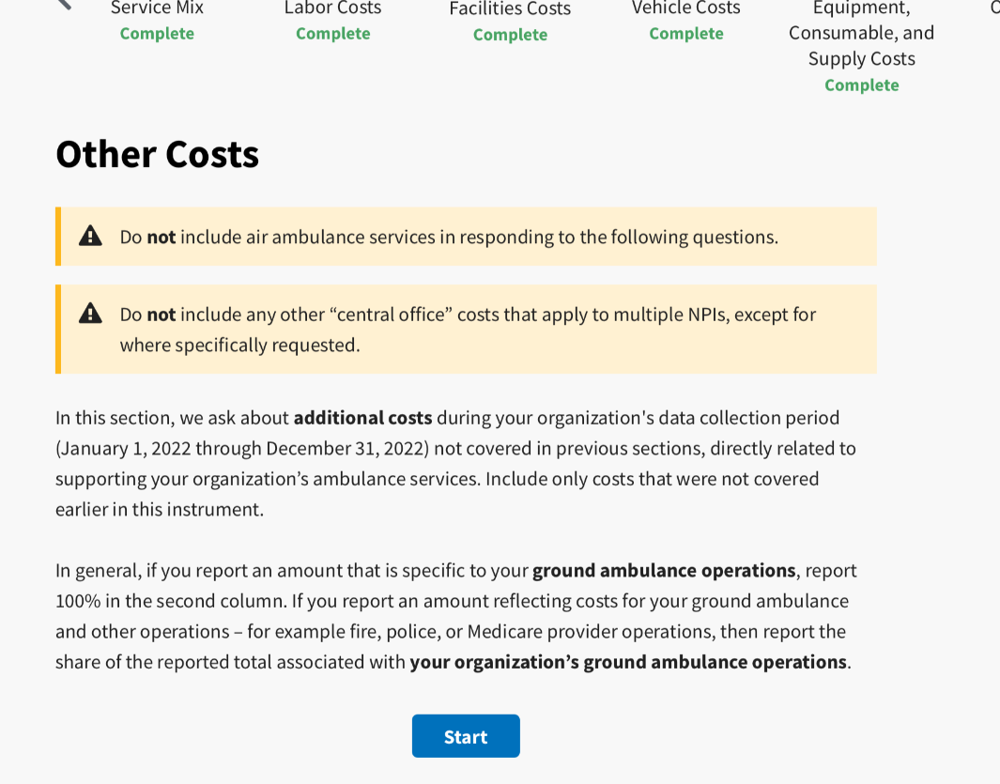 Service Mix
Complete
Labor Costs
Complete
Facilities Costs
Complete
Vehicle Costs
Complete
Equipment,
Consumable, and
Supply Costs
Complete
Other Costs
Do not include air ambulance services in responding to the following questions.
Do not include any other “central office” costs that apply to multiple NPIs, except for
where specifically requested.
In this section, we ask about additional costs during your organization's data collection period
(January 1, 2022 through December 31, 2022) not covered in previous sections, directly related to
supporting your organization’s ambulance services. Include only costs that were not covered
earlier in this instrument.
In general, if you report an amount that is specific to your ground ambulance operations, report
100% in the second column. If you report an amount reflecting costs for your ground ambulance
and other operations – for example fire, police, or Medicare provider operations, then report the
share of the reported total associated with your organization’s ground ambulance operations.
Start